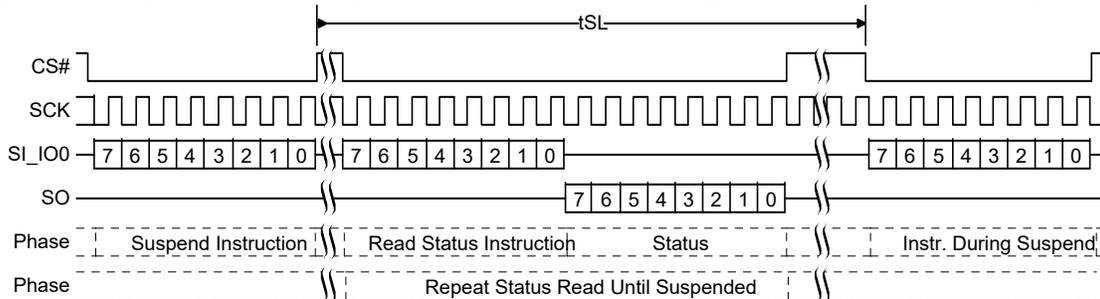 tSL
CS#
SCK
SI_IO0 7 6 5 4 3 2 1 0 7 6 5 4 3 2 1 0 7 6 5 4 3 2 1 0
SO 7 6 5 4 3 2 1 0
Phase Suspend Instruction Read Status Instruction Status Instr. During Suspend
Phase Repeat Status Read Until Suspended